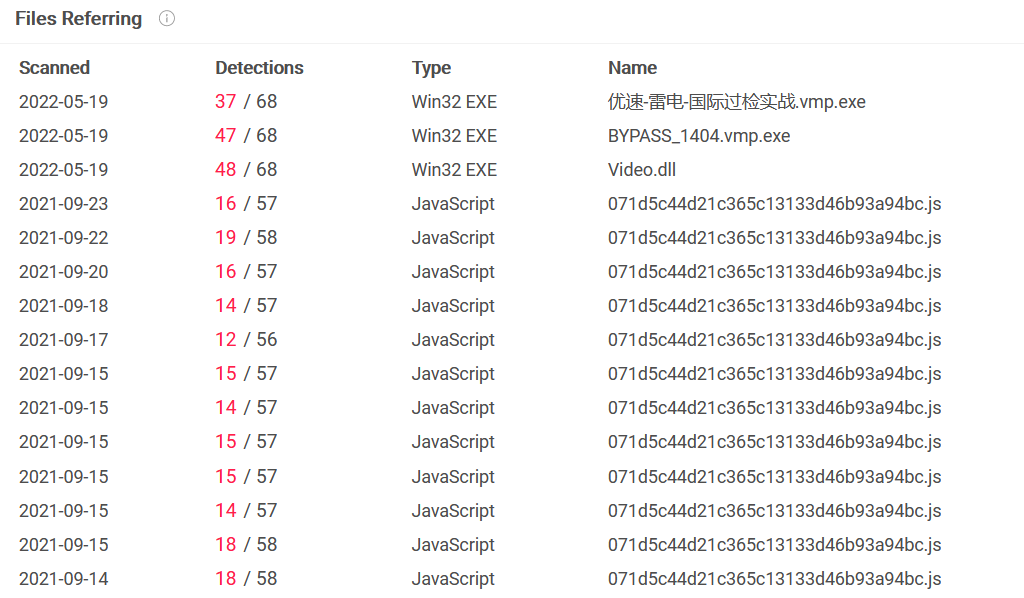 Files Referring
Scanned Detections Type Name
2022-05-19 37 / 68 Win32 EXE 优速-雷电-国际过检实战.vmp.exe
2022-05-19 47 / 68 Win32 EXE BYPASS_1404.vmp.exe
2022-05-19 48 / 68 Win32 EXE Video.dll
2021-09-23 16 / 57 JavaScript 071d5c44d21c365c13133d46b93a94bc.js
2021-09-22 19 / 58 JavaScript 071d5c44d21c365c13133d46b93a94bc.js
2021-09-20 16 / 57 JavaScript 071d5c44d21c365c13133d46b93a94bc.js
2021-09-18 14 / 57 JavaScript 071d5c44d21c365c13133d46b93a94bc.js
2021-09-17 12 / 56 JavaScript 071d5c44d21c365c13133d46b93a94bc.js
2021-09-15 15 / 57 JavaScript 071d5c44d21c365c13133d46b93a94bc.js
2021-09-15 14 / 57 JavaScript 071d5c44d21c365c13133d46b93a94bc.js
2021-09-15 15 / 57 JavaScript 071d5c44d21c365c13133d46b93a94bc.js
2021-09-15 15 / 57 JavaScript 071d5c44d21c365c13133d46b93a94bc.js
2021-09-15 14 / 57 JavaScript 071d5c44d21c365c13133d46b93a94bc.js
2021-09-15 18 / 58 JavaScript 071d5c44d21c365c13133d46b93a94bc.js
2021-09-14 18 / 58 JavaScript 071d5c44d21c365c13133d46b93a94bc.js